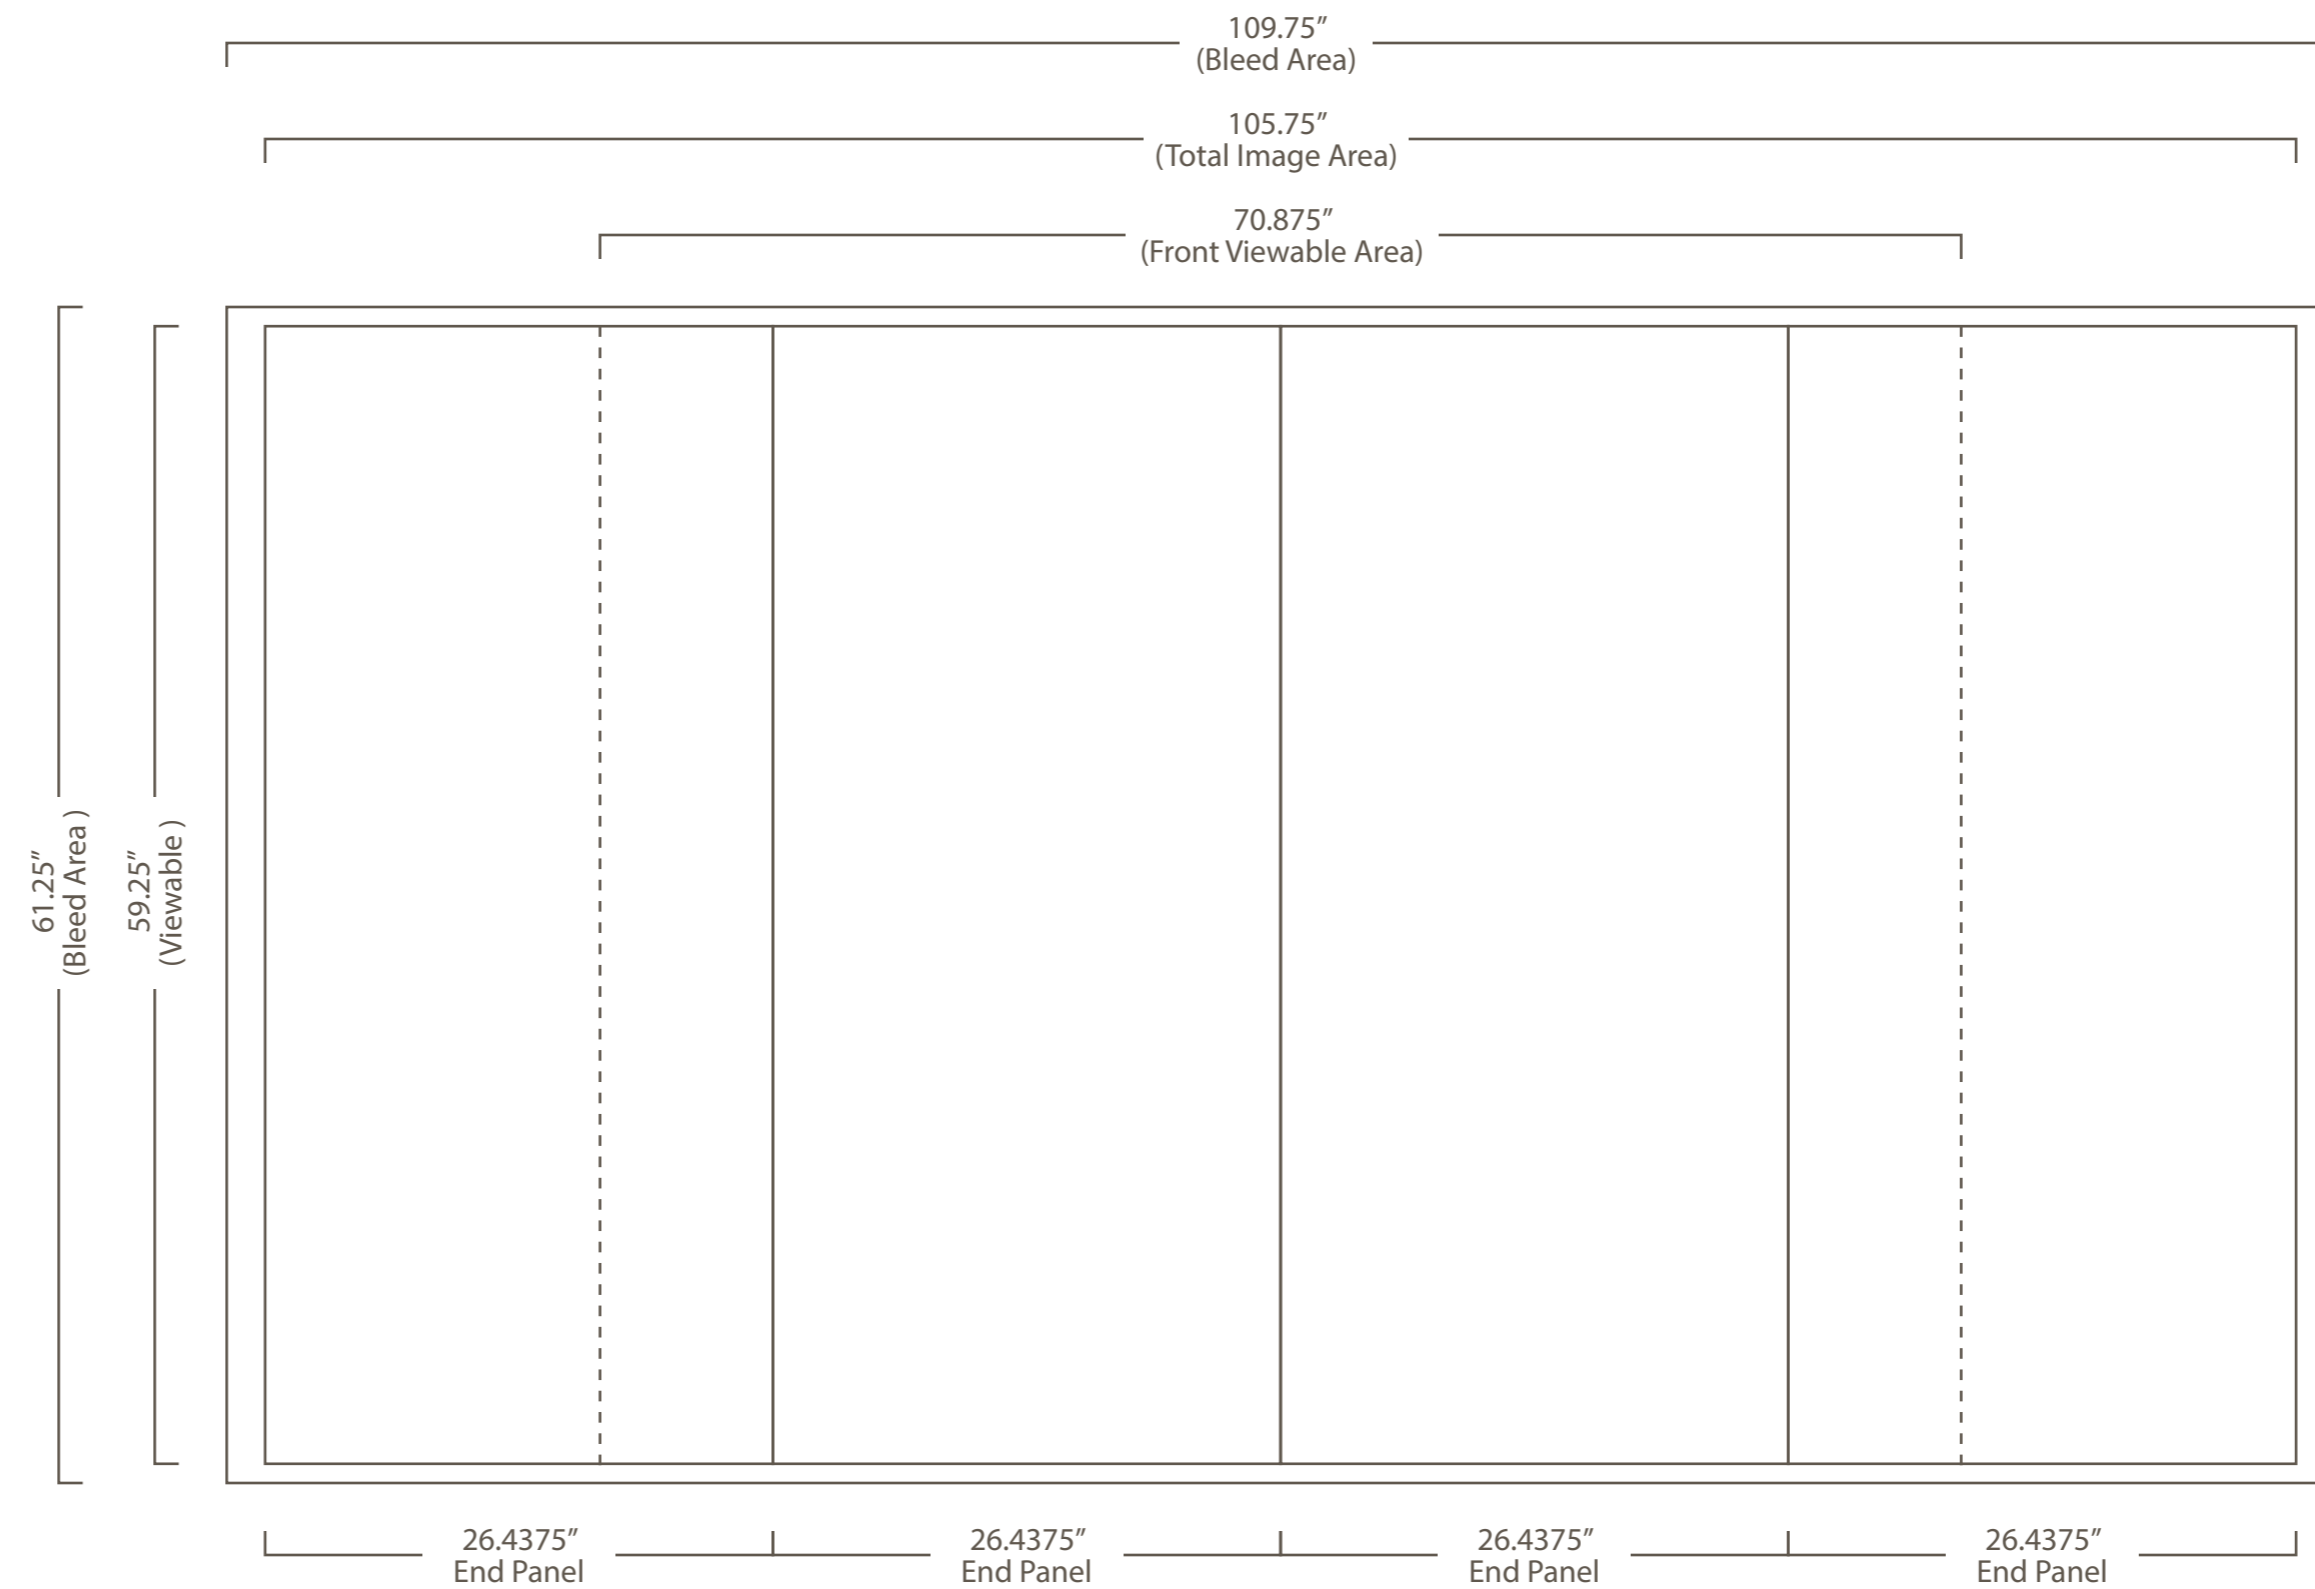 109.75”
(Bleed Area)
105.75”
(Total Image Area)
70.875”
(Front Viewable Area)
61.25”
(Bleed Area )
59.25”
(Viewable )
26.4375”
End Panel
26.4375”
End Panel
26.4375”
End Panel
26.4375”
End Panel